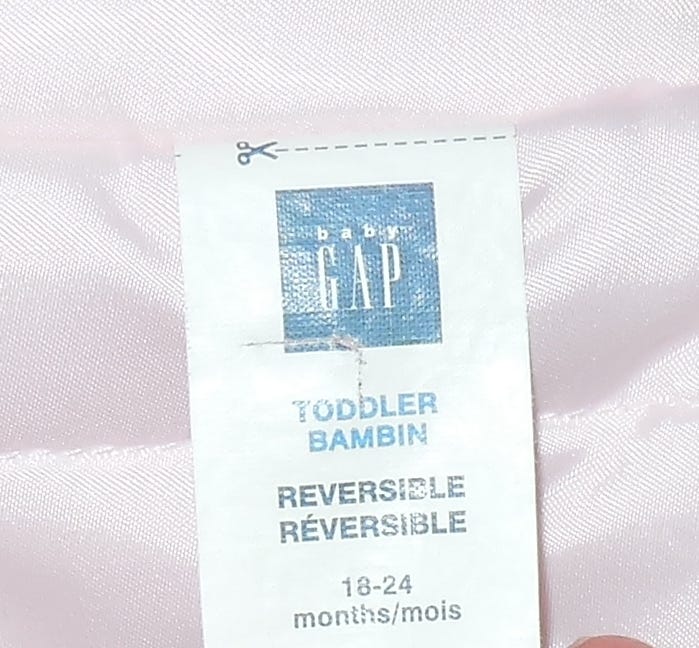 baby
GAP
TODDLER
BAMBIN
REVERSIBLE
RÉVERSIBLE
18-24
months/mois